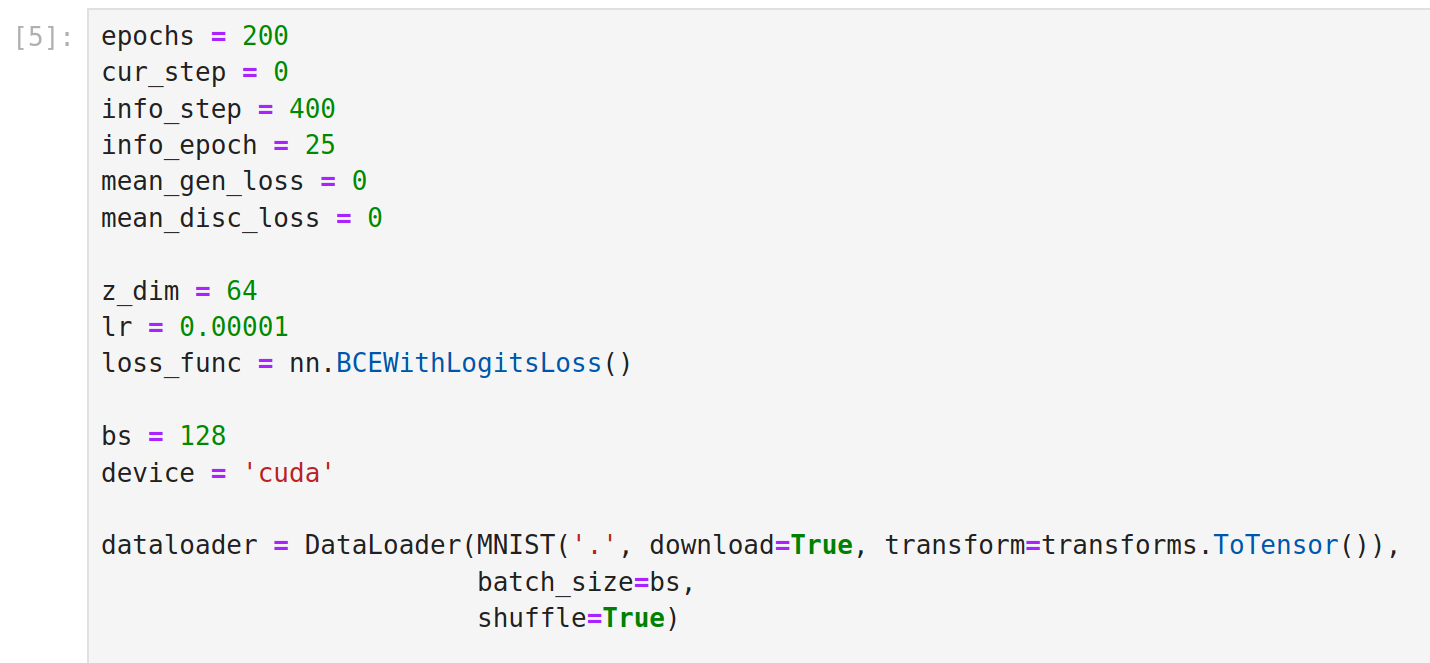 [5]: epochs = 200
cur_step = 0
info_step = 400
info_epoch = 25
mean_gen_loss = 0
mean_disc_loss = 0
z_dim = 64
lr = 0.00001
loss_func = nn.BCEWithLogitsLoss()
bs = 128
device = 'cuda'
dataloader = DataLoader(MNIST('.', download=True, transform=transforms.ToTensor()),
batch_size=bs,
shuffle=True)